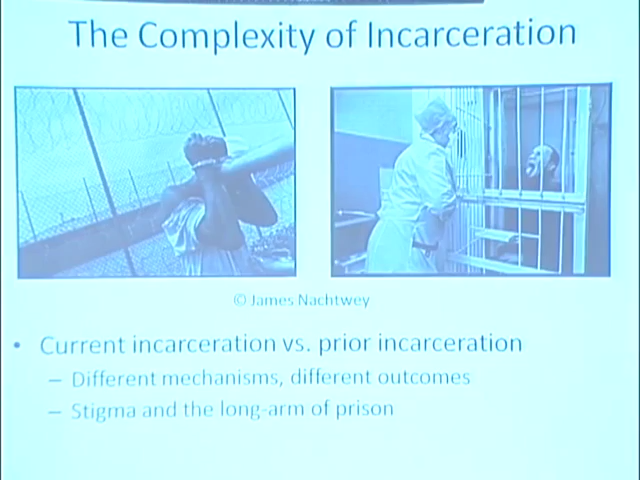 The Complexity of Incarceration
© James Nachtwey
• Current incarceration vs. prior incarceration
– Different mechanisms, different outcomes
– Stigma and the long-arm of prison